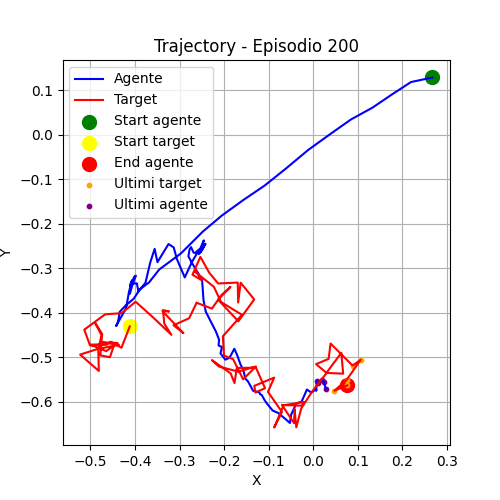 Trajectory - Episodio 200
Agente
Target
Start agente
Start target
End agente
Ultimi target
Ultimi agente
0.1
0.0
−0.1
−0.2
−0.3
−0.4
−0.5
−0.6
Y
−0.5
−0.4
−0.3
−0.2
−0.1
0.0
0.1
0.2
0.3
X